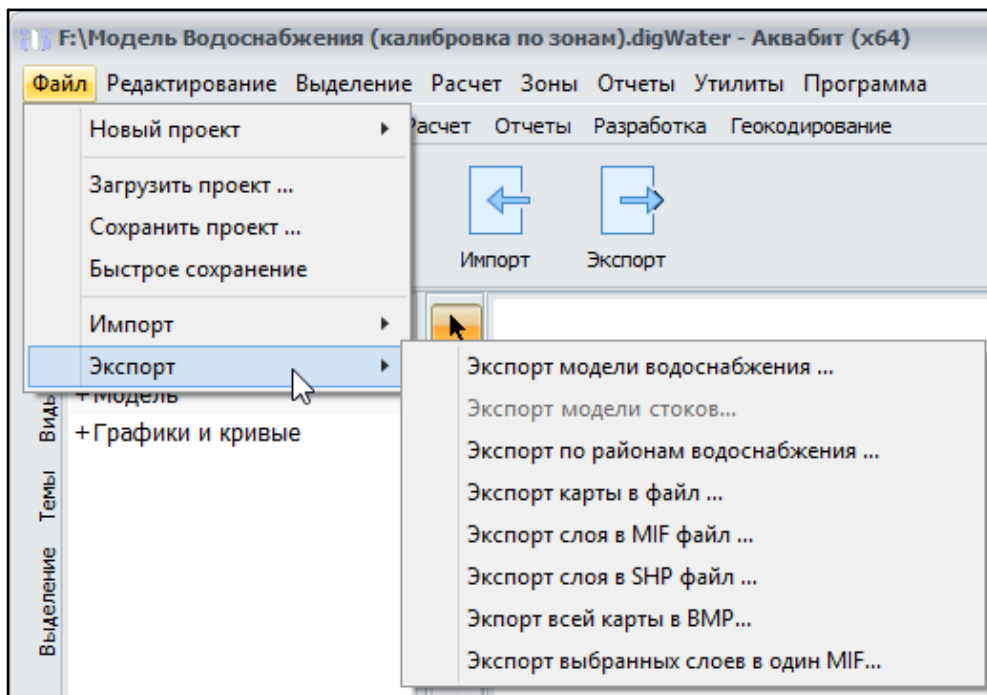 F:\Модель Водоснабжения (калибровка по зонам).digWater - Аквабит (x64)
Файл Редактирование Выделение Расчет Зоны Отчеты Утилиты Программа
Расчет Отчеты Разработка Геокодирование
Новый проект
Загрузить проект ...
Сохранить проект ...
Быстрое сохранение
Импорт
Экспорт
Импорт Экспорт
Экспорт модели водоснабжения ...
Экспорт модели стоков...
Экспорт по районам водоснабжения ...
Экспорт карты в файл ...
Экспорт слоя в MIF файл ...
Экспорт слоя в SHP файл ...
Экпорт всей карты в BMP...
Экспорт выбранных слоев в один MIF...
+Модель
+Графики и кривые
Виды
Темы
Выделение